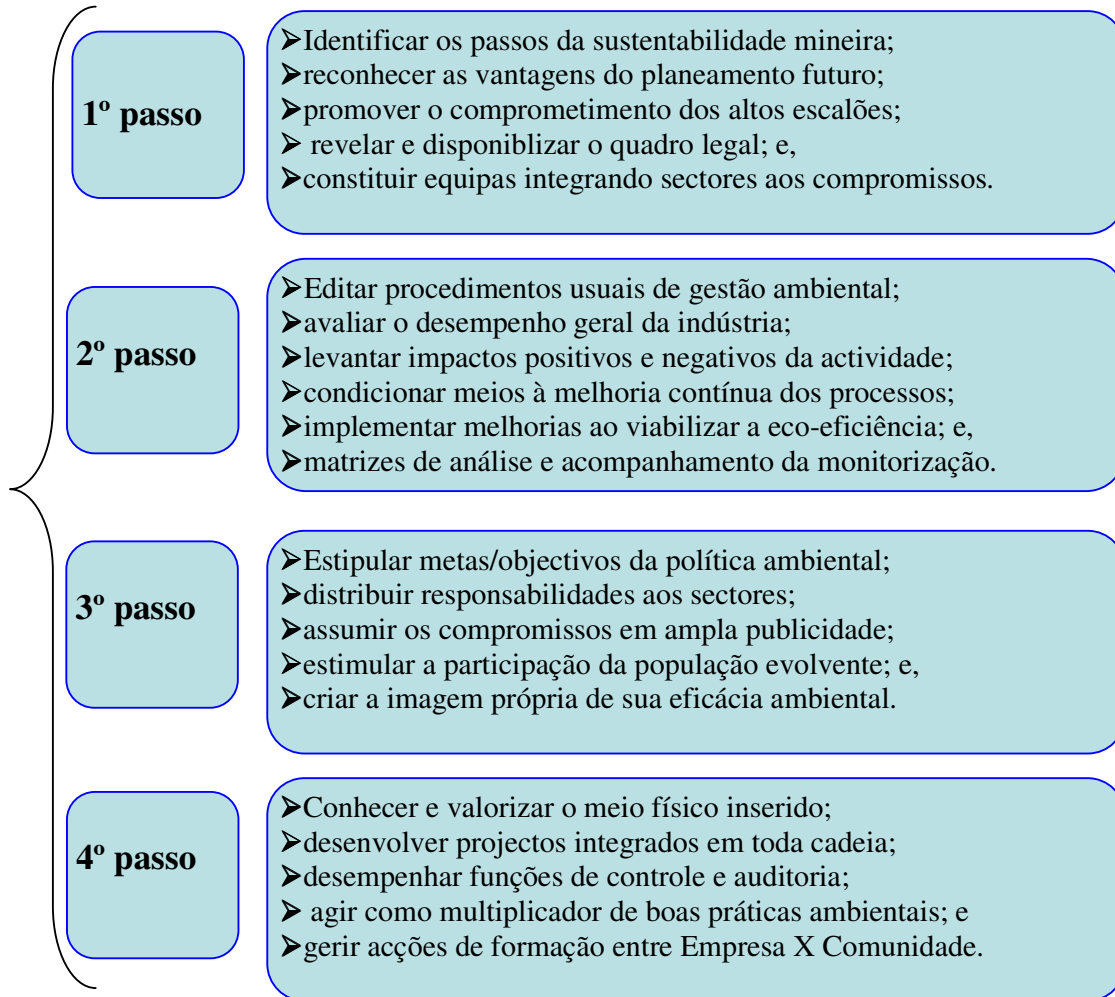 1º passo
➢Identificar os passos da sustentabilidade mineira;
➢reconhecer as vantagens do planeamento futuro;
➢promover o comprometimento dos altos escalões;
➢ revelar e disponiblizar o quadro legal; e,
➢constituir equipas integrando sectores aos compromissos.
2º passo
➢Editar procedimentos usuais de gestão ambiental;
➢avaliar o desempenho geral da indústria;
➢levantar impactos positivos e negativos da actividade;
➢condicionar meios à melhoria contínua dos processos;
➢implementar melhorias ao viabilizar a eco-eficiência; e,
➢matrizes de análise e acompanhamento da monitorização.
3º passo
➢Estipular metas/objectivos da política ambiental;
➢distribuir responsabilidades aos sectores;
➢assumir os compromissos em ampla publicidade;
➢estimular a participação da população evolvente; e,
➢criar a imagem própria de sua eficácia ambiental.
4º passo
➢Conhecer e valorizar o meio físico inserido;
➢desenvolver projectos integrados em toda cadeia;
➢desempenhar funções de controle e auditoria;
➢ agir como multiplicador de boas práticas ambientais; e
➢gerir acções de formação entre Empresa X Comunidade.